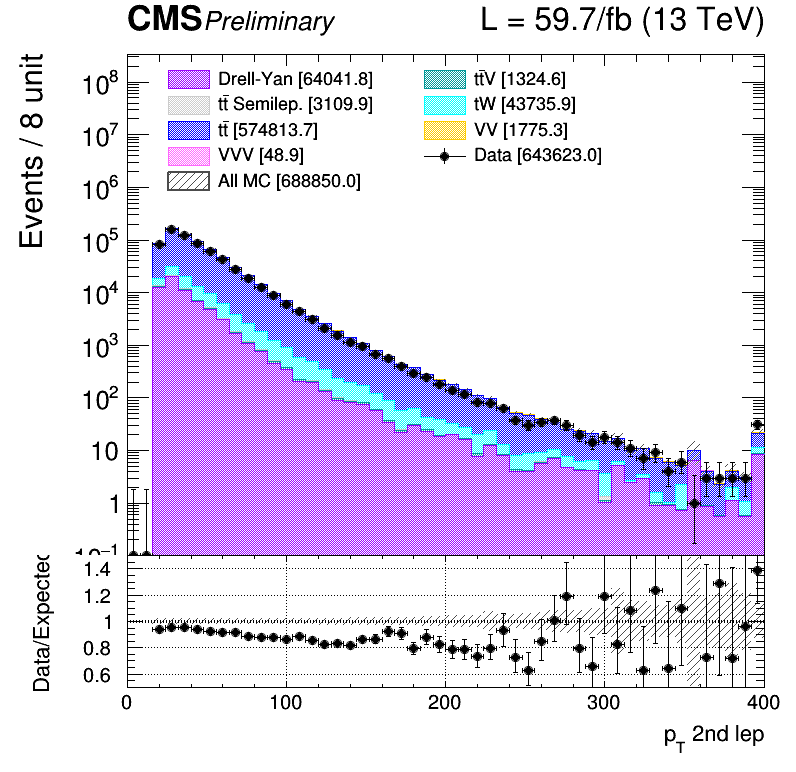 CMS Preliminary L = 59.7/fb (13 TeV)
Events / 8 unit
Drell-Yan [64041.8]
tt̄ Semilep. [3109.9]
tt̄ [574813.7]
VVV [48.9]
All MC [688850.0]
tt̄V [1324.6]
tW [43735.9]
VV [1775.3]
Data [643623.0]
10⁸
10⁷
10⁶
10⁵
10⁴
10³
10²
10
1
10⁻¹
Data/Expected
1.4
1.2
1
0.8
0.6
0 100 200 300 400
p_T 2nd lep